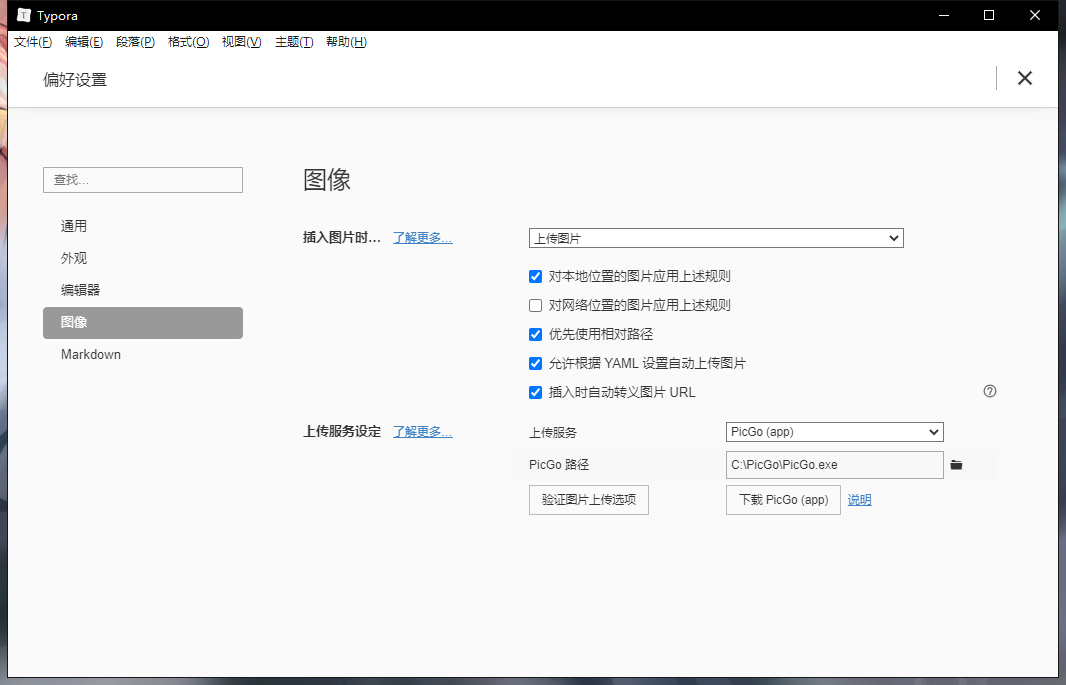 Typora
文件(F) 编辑(E) 段落(P) 格式(O) 视图(V) 主题(T) 帮助(H)
偏好设置
查找...
通用
外观
编辑器
图像
Markdown
图像
插入图片时... 了解更多... 上传图片
对本地位置的图片应用上述规则
对网络位置的图片应用上述规则
优先使用相对路径
允许根据 YAML 设置自动上传图片
插入时自动转义图片 URL
上传服务设定 了解更多... 上传服务 PicGo (app)
PicGo 路径 C:\PicGo\PicGo.exe
验证图片上传选项 下载 PicGo (app) 说明